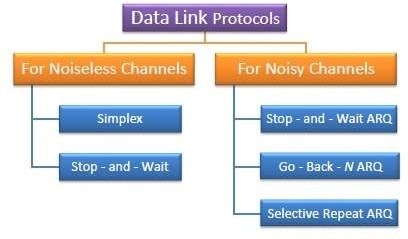 Data Link Protocols
For Noiseless Channels
For Noisy Channels
Simplex
Stop - and - Wait
Stop - and - Wait ARQ
Go - Back - N ARQ
Selective Repeat ARQ